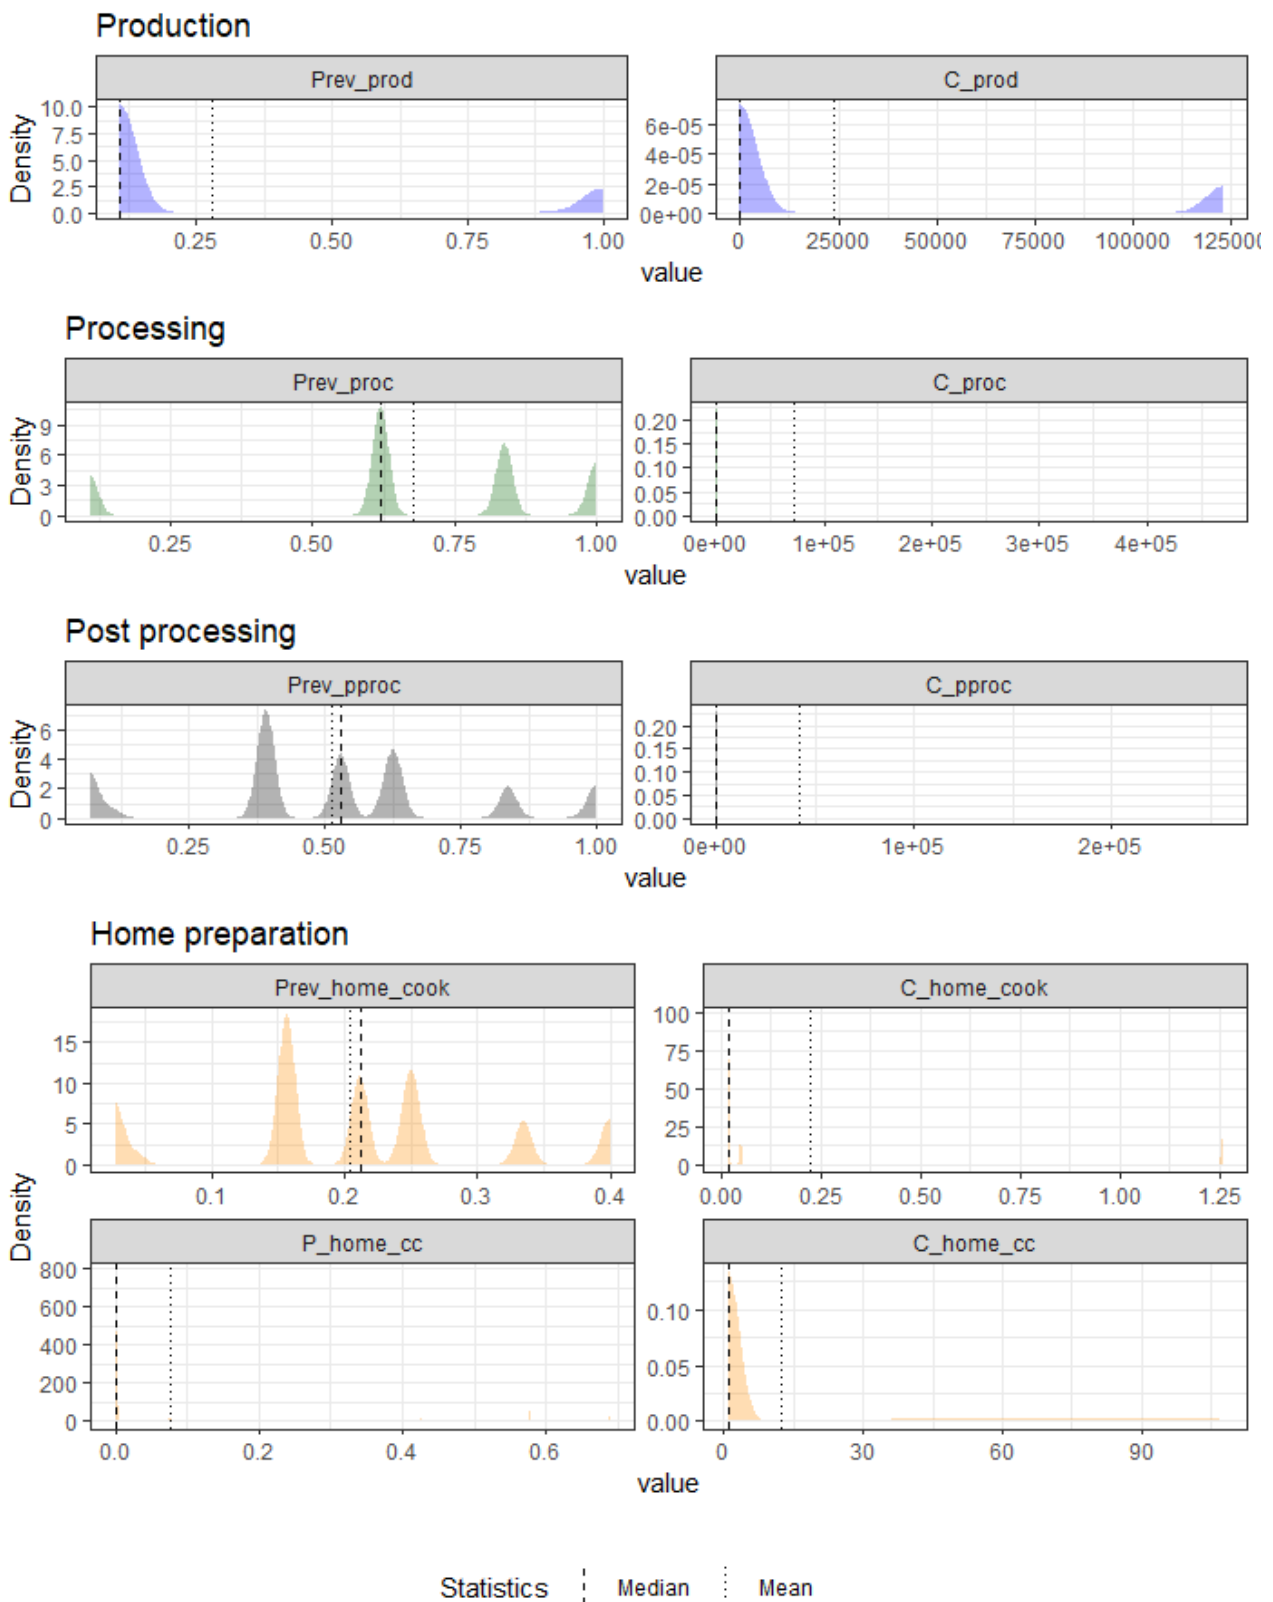 Production
Prev_prod C_prod
Density
10.0
7.5
5.0
2.5
0.0
6e-05
4e-05
2e-05
0e+00
0.25 0.50 0.75 1.00
0 25000 50000 75000 100000 125000
value
Processing
Prev_proc C_proc
Density
9
6
3
0
0.20
0.15
0.10
0.05
0.00
0.25 0.50 0.75 1.00
0e+00 1e+05 2e+05 3e+05 4e+05
value
Post processing
Prev_pproc C_pproc
Density
6
4
2
0
0.20
0.15
0.10
0.05
0.00
0.25 0.50 0.75 1.00
0e+00 1e+05 2e+05
value
Home preparation
Prev_home_cook C_home_cook
15
10
5
0
100
75
50
25
0
0.1 0.2 0.3 0.4
0.00 0.25 0.50 0.75 1.00 1.25
Density
P_home_cc C_home_cc
800
600
400
200
0
0.10
0.05
0.00
0.0 0.2 0.4 0.6
0 30 60 90
value
Statistics Median Mean